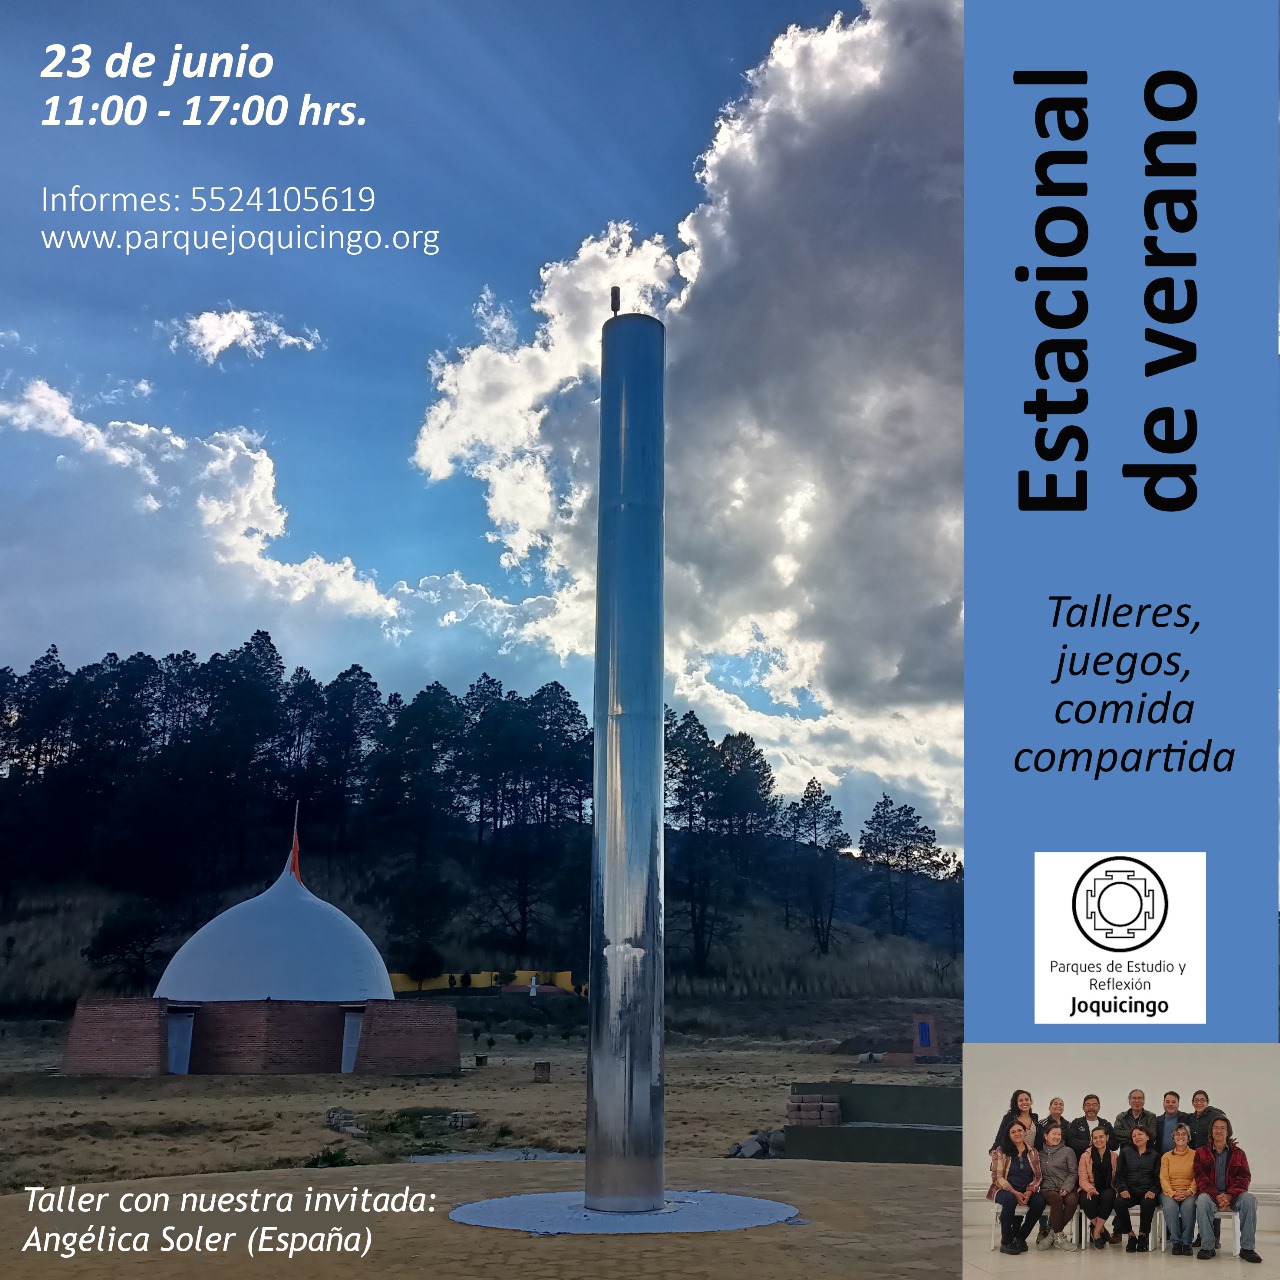 23 de junio
11:00 - 17:00 hrs.
Informes: 5524105619
www.parquejoquicingo.org
Estacional
de verano
Talleres,
juegos,
comida
compartida
Parques de Estudio y
Reflexión
Joquicingo
Taller con nuestra invitada:
Angélica Soler (España)